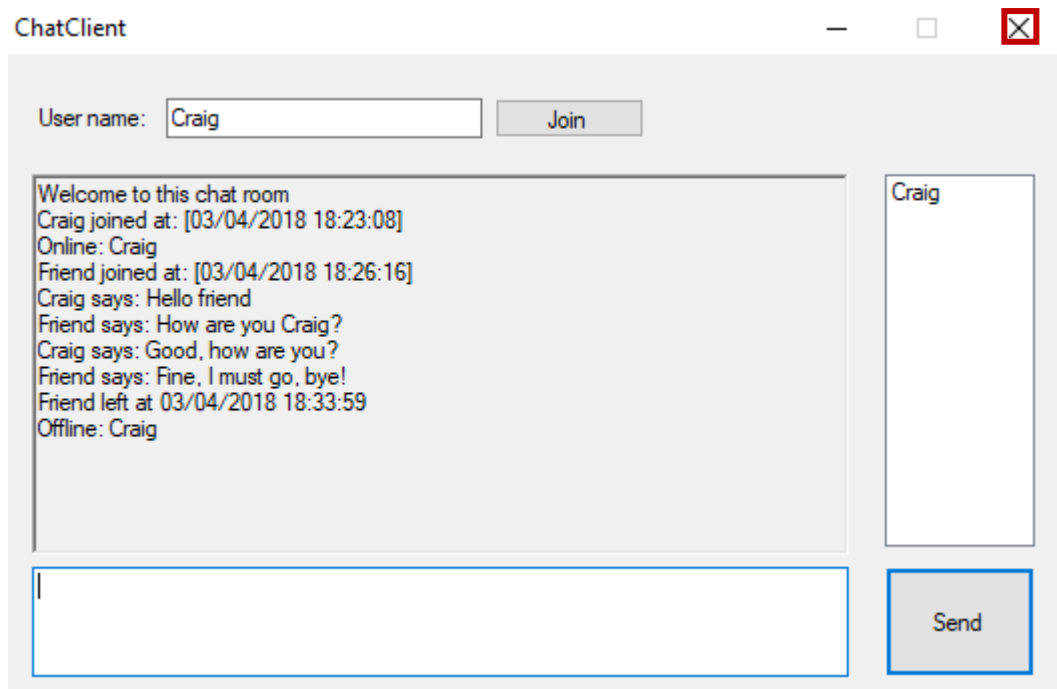 ChatClient
User name: Craig Join
Welcome to this chat room
Craig joined at: [03/04/2018 18:23:08]
Online: Craig
Friend joined at: [03/04/2018 18:26:16]
Craig says: Hello friend
Friend says: How are you Craig?
Craig says: Good, how are you?
Friend says: Fine, I must go, bye!
Friend left at 03/04/2018 18:33:59
Offline: Craig
Craig
Send